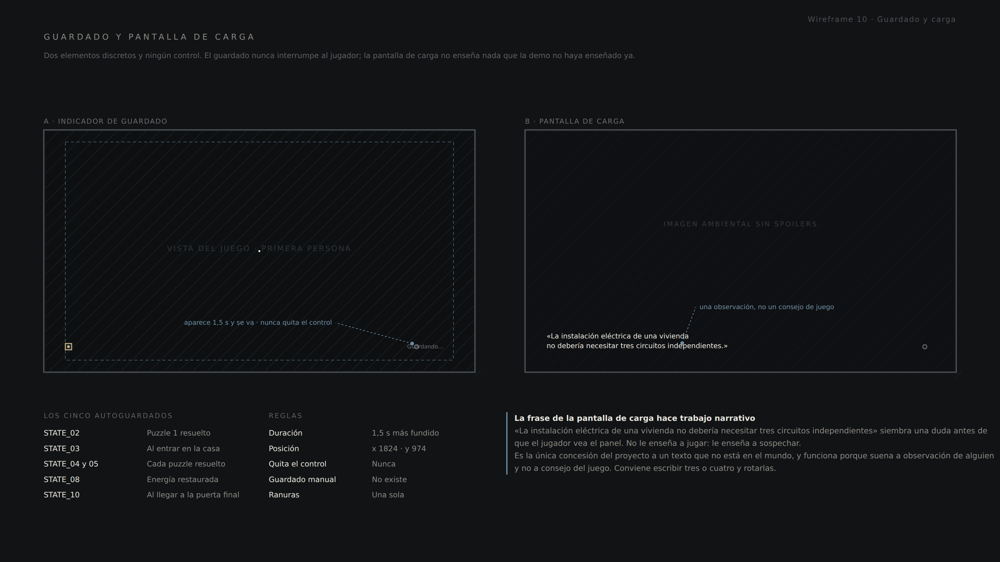 Wireframe 10 · Guardado y carga
GUARDADO Y PANTALLA DE CARGA
Dos elementos discretos y ningún control. El guardado nunca interrumpe al jugador; la pantalla de carga no enseña nada que la demo no haya enseñado ya.
A · INDICADOR DE GUARDADO
VISTA DEL JUEGO · PRIMERA PERSONA
aparece 1,5 s y se va · nunca quita el control
Guardando...
B · PANTALLA DE CARGA
IMAGEN AMBIENTAL SIN SPOILERS
una observación, no un consejo de juego
«La instalación eléctrica de una vivienda
no debería necesitar tres circuitos independientes.»
LOS CINCO AUTOGUARDADOS
STATE_02 Puzzle 1 resuelto
STATE_03 Al entrar en la casa
STATE_04 y 05 Cada puzzle resuelto
STATE_08 Energía restaurada
STATE_10 Al llegar a la puerta final
REGLAS
Duración 1,5 s más fundido
Posición x 1824 · y 974
Quita el control Nunca
Guardado manual No existe
Ranuras Una sola
La frase de la pantalla de carga hace trabajo narrativo
«La instalación eléctrica de una vivienda no debería necesitar tres circuitos independientes» siembra una duda antes de
que el jugador vea el panel. No le enseña a jugar: le enseña a sospechar.
Es la única concesión del proyecto a un texto que no está en el mundo, y funciona porque suena a observación de alguien
y no a consejo del juego. Conviene escribir tres o cuatro y rotarlas.